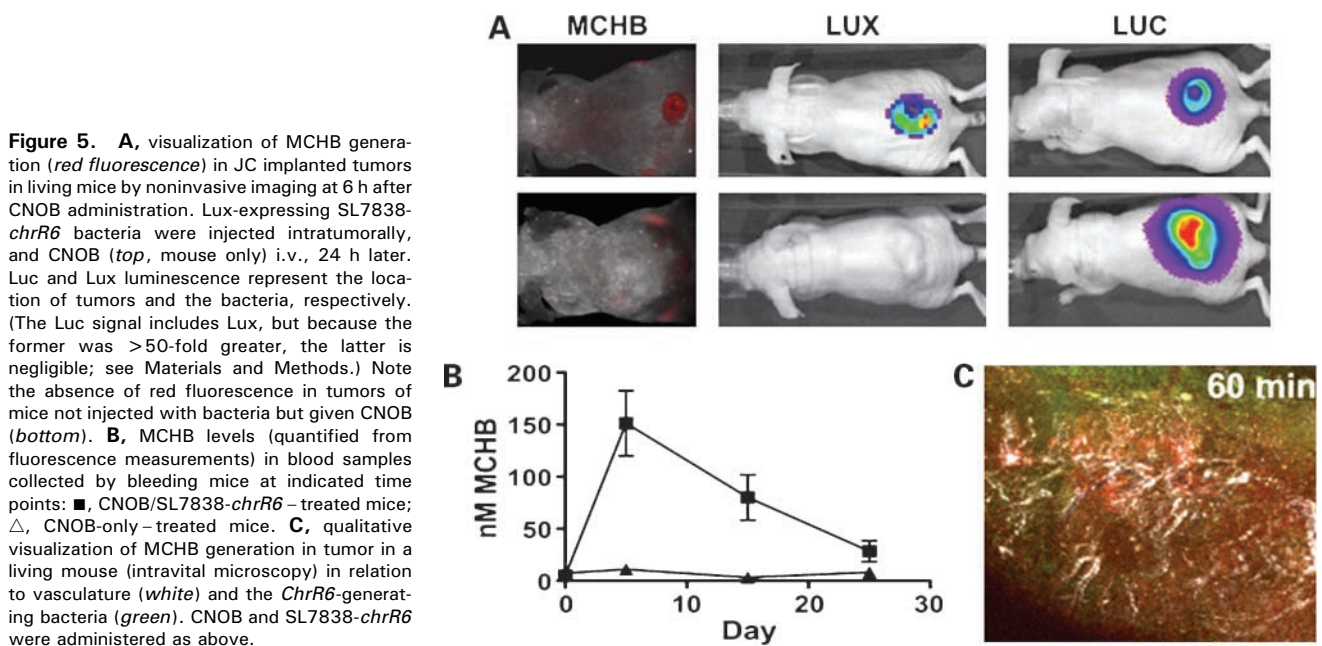 Figure 5. A, visualization of MCHB genera-
tion (red fluorescence) in JC implanted tumors
in living mice by noninvasive imaging at 6 h after
CNOB administration. Lux-expressing SL7838-
chrR6 bacteria were injected intratumorally,
and CNOB (top, mouse only) i.v., 24 h later.
Luc and Lux luminescence represent the loca-
tion of tumors and the bacteria, respectively.
(The Luc signal includes Lux, but because the
former was >50-fold greater, the latter is
negligible; see Materials and Methods.) Note
the absence of red fluorescence in tumors of
mice not injected with bacteria but given CNOB
(bottom). B, MCHB levels (quantified from
fluorescence measurements) in blood samples
collected by bleeding mice at indicated time
points: ■, CNOB/SL7838-chrR6 – treated mice;
△, CNOB-only – treated mice. C, qualitative
visualization of MCHB generation in tumor in a
living mouse (intravital microscopy) in relation
to vasculature (white) and the ChrR6-generat-
ing bacteria (green). CNOB and SL7838-chrR6
were administered as above.
A
MCHB LUX LUC
B
nM MCHB
200
150
100
50
0
0 10 20 30
Day
C
60 min